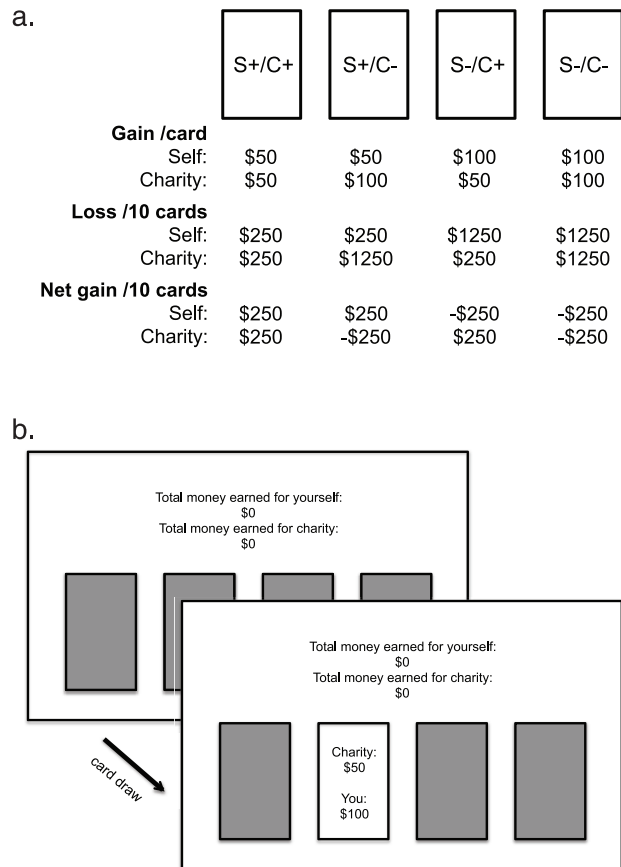 a.
S+/C+ S+/C- S-/C+ S-/C-
Gain /card
Self: $50 $50 $100 $100
Charity: $50 $100 $50 $100
Loss /10 cards
Self: $250 $250 $1250 $1250
Charity: $250 $1250 $250 $1250
Net gain /10 cards
Self: $250 $250 -$250 -$250
Charity: $250 -$250 $250 -$250
b.
Total money earned for yourself:
$0
Total money earned for charity:
$0
card draw
Total money earned for yourself:
$0
Total money earned for charity:
$0
Charity:
$50
You:
$100